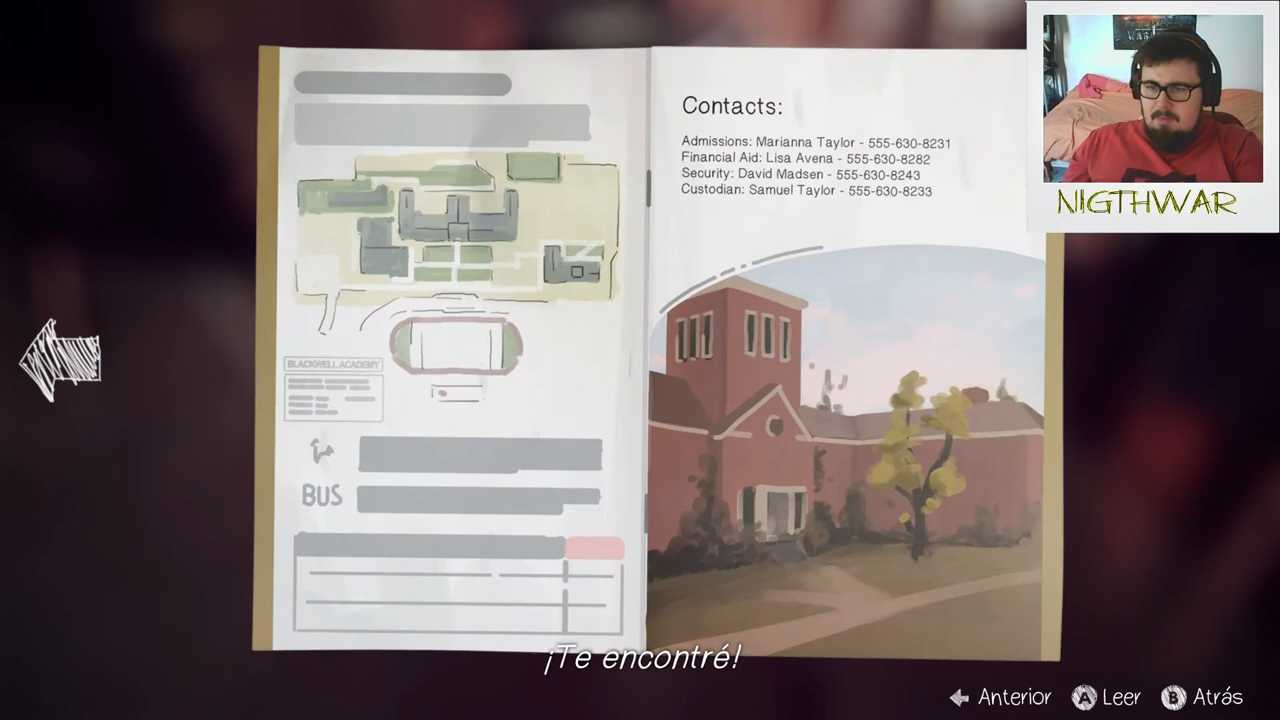 Contacts:
Admissions: Marianna Taylor - 555-630-8231
Financial Aid: Lisa Avena - 555-630-8282
Security: David Madsen - 555-630-8243
Custodian: Samuel Taylor - 555-630-8233
NIGTHWAR
BLACKWELL ACADEMY
BUS
¡Te encontré!
Anterior
A Leer
B Atrás